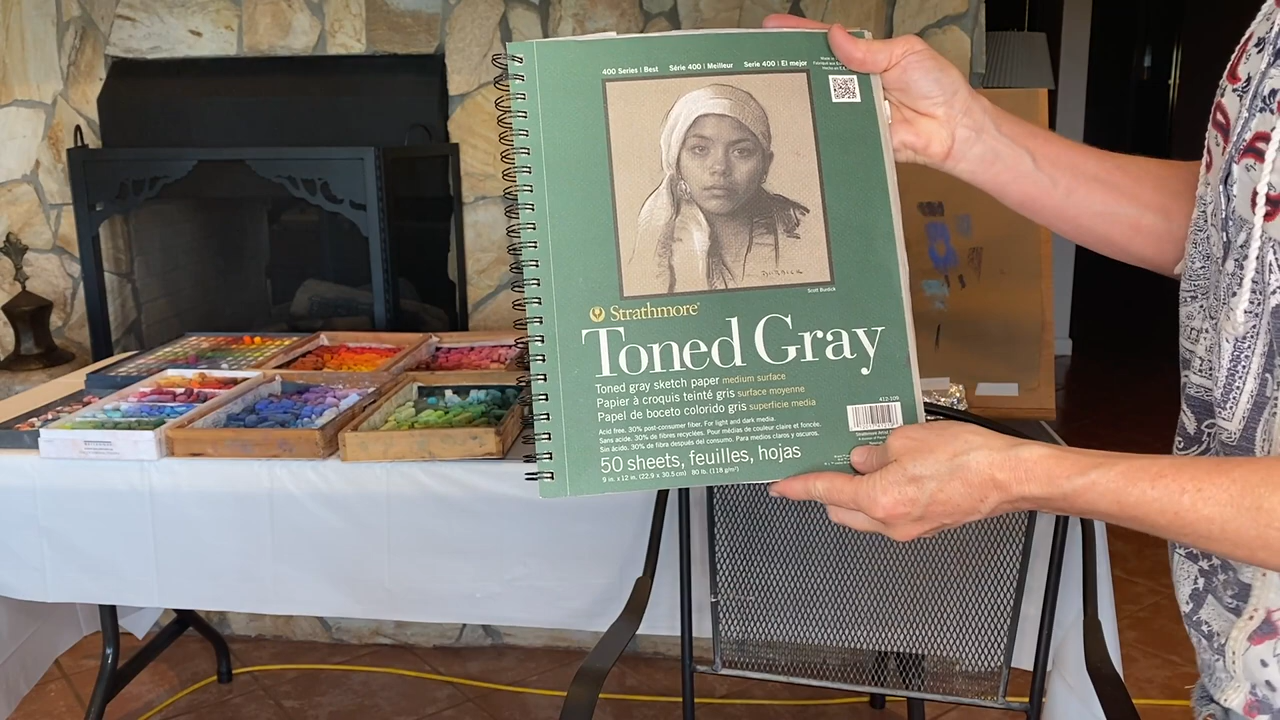 400 Series | Best Série 400 | Meilleur Serie 400 | El mejor
BURDICK
Scott Burdick
Strathmore®
Toned Gray
Toned gray sketch paper medium surface
Papier à croquis teinté gris surface moyenne
Papel de boceto colorido gris superficie media
412-109
Acid free. 30% post-consumer fiber. For light and dark media.
Sans acide. 30% de fibres recyclées. Pour médias de couleur claire et foncée.
Sin ácido. 30% de fibra después del consumo. Para medios claros y oscuros.
50 sheets, feuilles, hojas
9 in. x 12 in. (22.9 x 30.5 cm) 80 lb. (118 g/m²)